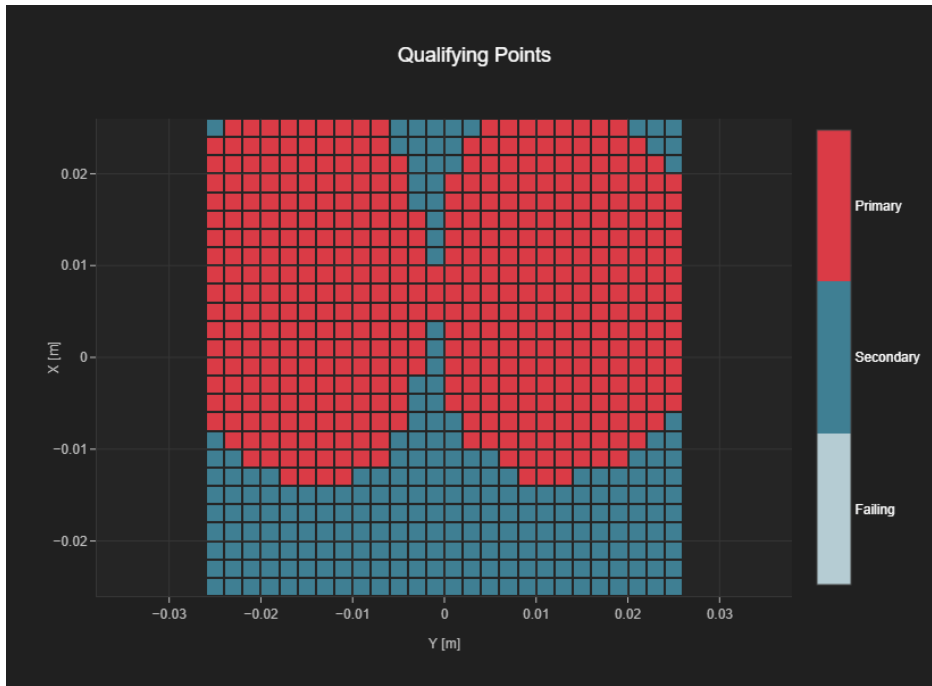 Qualifying Points
0.02
0.01
0
−0.01
−0.02
X [m]
−0.03
−0.02
−0.01
0
0.01
0.02
0.03
Y [m]
Primary
Secondary
Failing